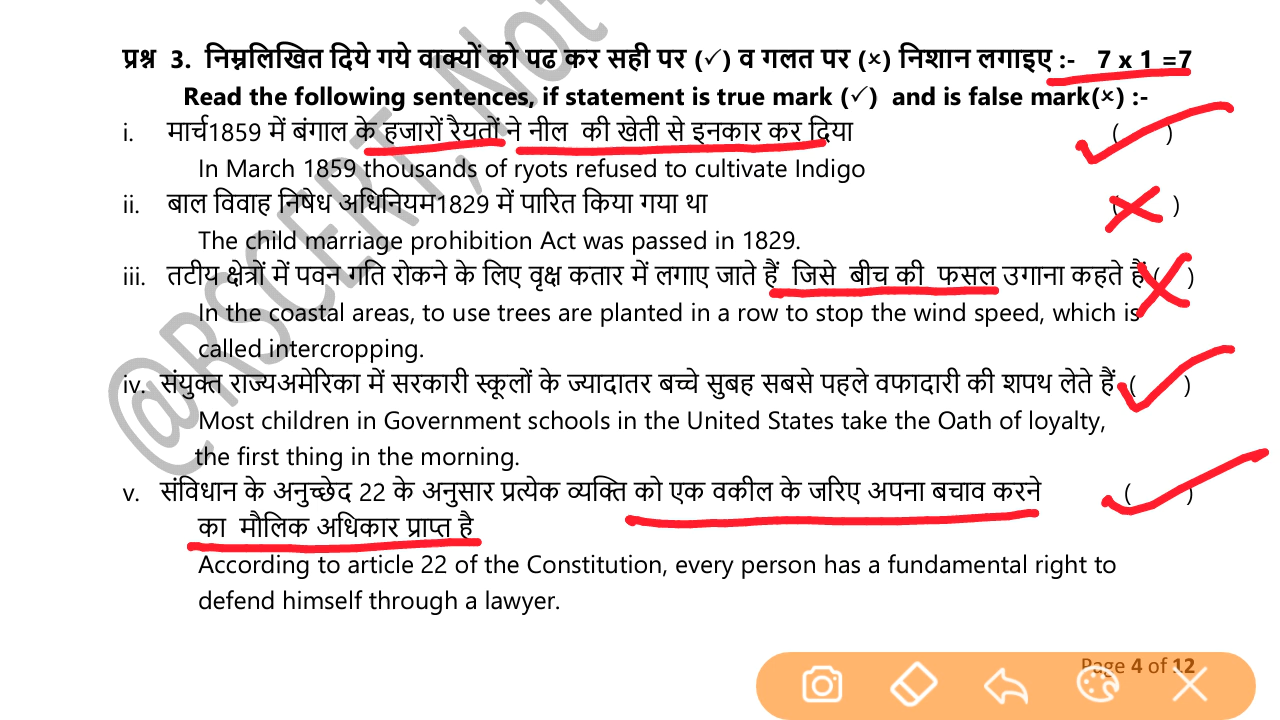 प्रश्न 3. निम्नलिखित दिये गये वाक्यों को पढ कर सही पर (✓) व गलत पर (×) निशान लगाइए :- 7 x 1 =7
Read the following sentences, if statement is true mark (✓) and is false mark(×) :-
i. मार्च1859 में बंगाल के हजारों रैयतों ने नील की खेती से इनकार कर दिया ( )
In March 1859 thousands of ryots refused to cultivate Indigo
ii. बाल विवाह निषेध अधिनियम1829 में पारित किया गया था ( )
The child marriage prohibition Act was passed in 1829.
iii. तटीय क्षेत्रों में पवन गति रोकने के लिए वृक्ष कतार में लगाए जाते हैं जिसे बीच की फसल उगाना कहते हैं ( )
In the coastal areas, to use trees are planted in a row to stop the wind speed, which is
called intercropping.
iv. संयुक्त राज्यअमेरिका में सरकारी स्कूलों के ज्यादातर बच्चे सुबह सबसे पहले वफादारी की शपथ लेते हैं ( )
Most children in Government schools in the United States take the Oath of loyalty,
the first thing in the morning.
v. संविधान के अनुच्छेद 22 के अनुसार प्रत्येक व्यक्ति को एक वकील के जरिए अपना बचाव करने ( )
का मौलिक अधिकार प्राप्त है
According to article 22 of the Constitution, every person has a fundamental right to
defend himself through a lawyer.
Page 4 of 12
@RSCERT, Not